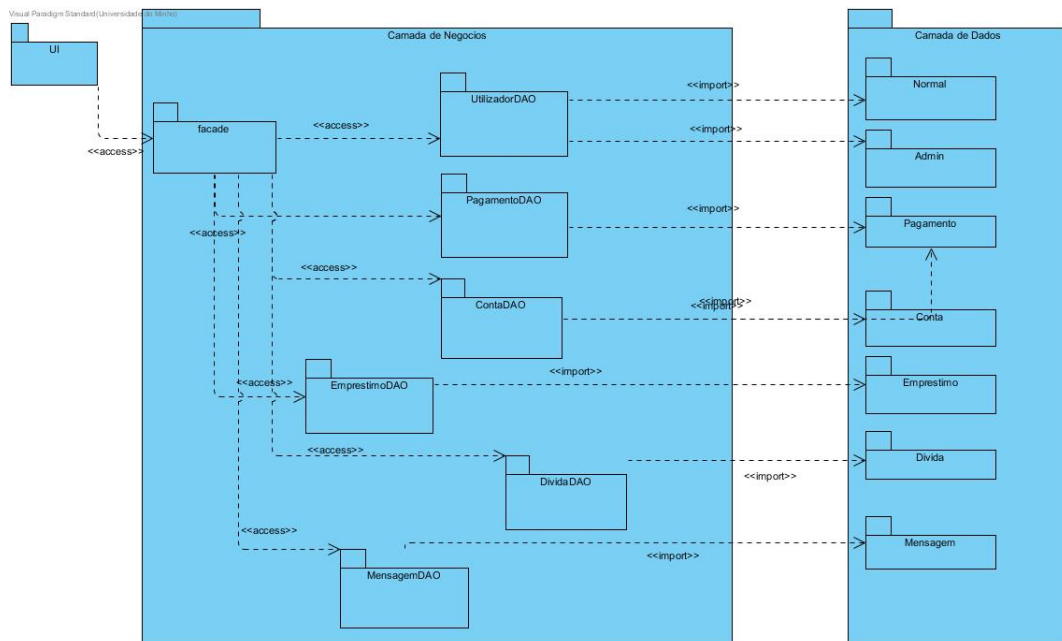 Visual Paradigm Standard(Universidade do Minho)
UI
Camada de Negocios
Camada de Dados
facade
<<access>>
<<access>>
UtilizadorDAO
<<import>>
<<import>>
Normal
Admin
PagamentoDAO
<<access>>
<<import>>
Pagamento
<<access>>
ContaDAO
<<import>>
<<import>>
Conta
<<access>>
EmprestimoDAO
<<import>>
Emprestimo
<<access>>
DividaDAO
<<import>>
Divida
<<access>>
MensagemDAO
<<import>>
Mensagem